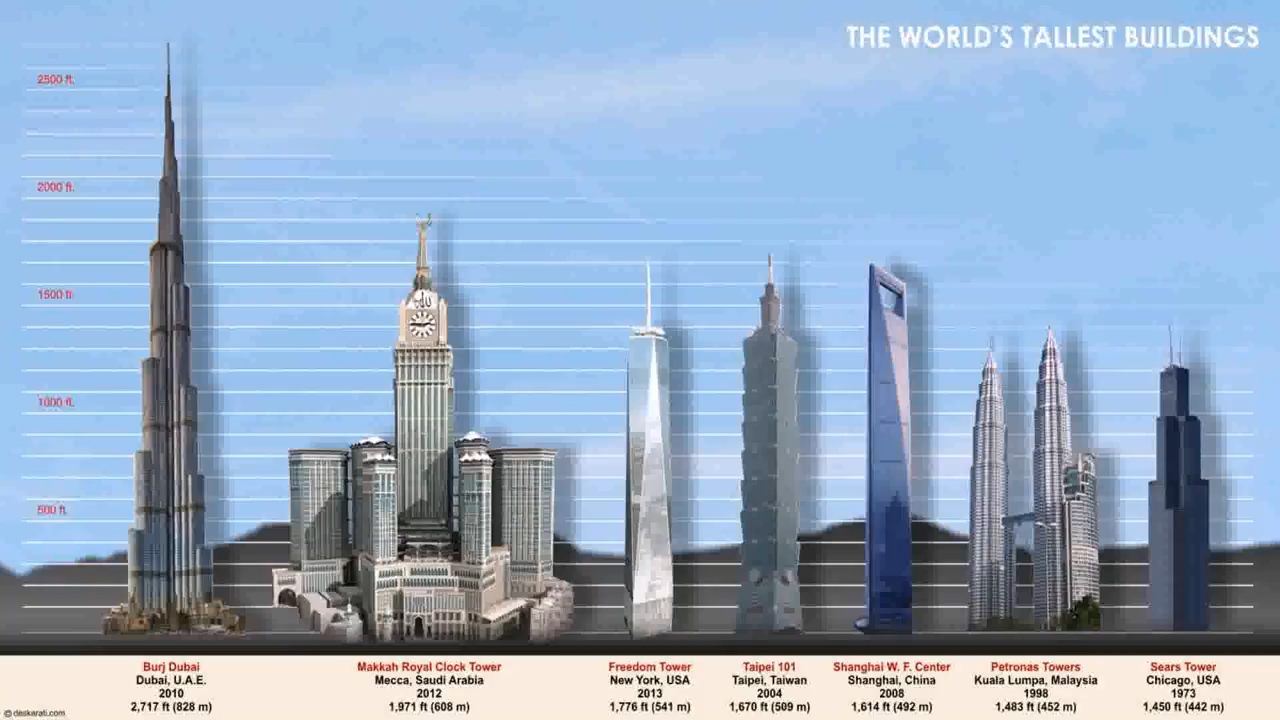 THE WORLD'S TALLEST BUILDINGS
2500 ft.
2000 ft.
1500 ft.
1000 ft.
500 ft.
Burj Dubai
Dubai, U.A.E.
2010
2,717 ft (828 m)
Makkah Royal Clock Tower
Mecca, Saudi Arabia
2012
1,971 ft (608 m)
Freedom Tower
New York, USA
2013
1,776 ft (541 m)
Taipei 101
Taipei, Taiwan
2004
1,670 ft (509 m)
Shanghai W. F. Center
Shanghai, China
2008
1,614 ft (492 m)
Petronas Towers
Kuala Lumpa, Malaysia
1998
1,483 ft (452 m)
Sears Tower
Chicago, USA
1973
1,450 ft (442 m)
© deskarati.com